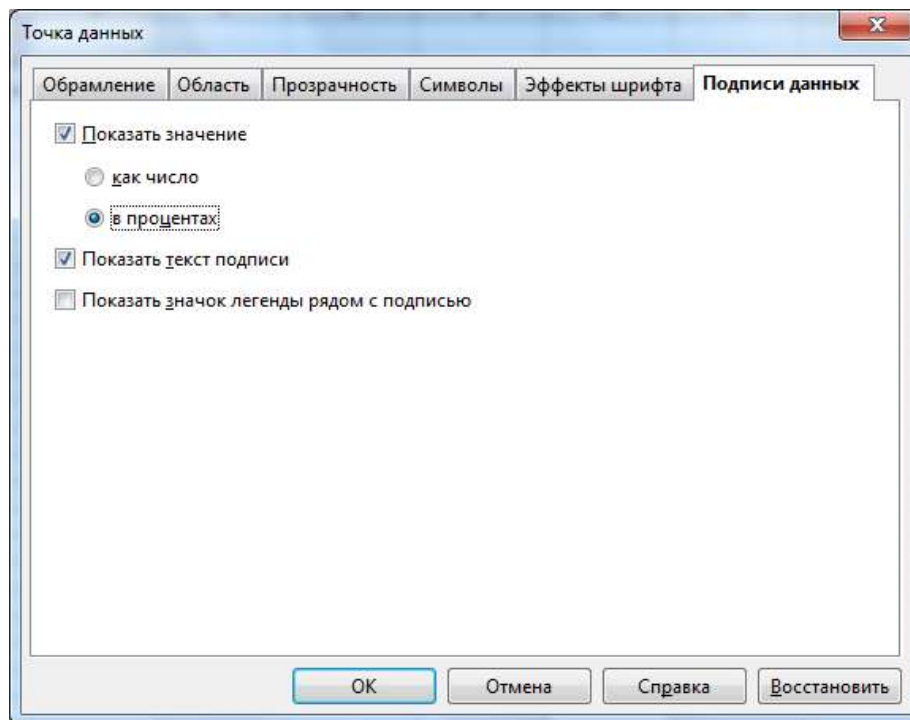 Точка данных
Обрамление Область Прозрачность Символы Эффекты шрифта Подписи данных
Показать значение
как число
в процентах
Показать текст подписи
Показать значок легенды рядом с подписью
OK Отмена Справка Восстановить